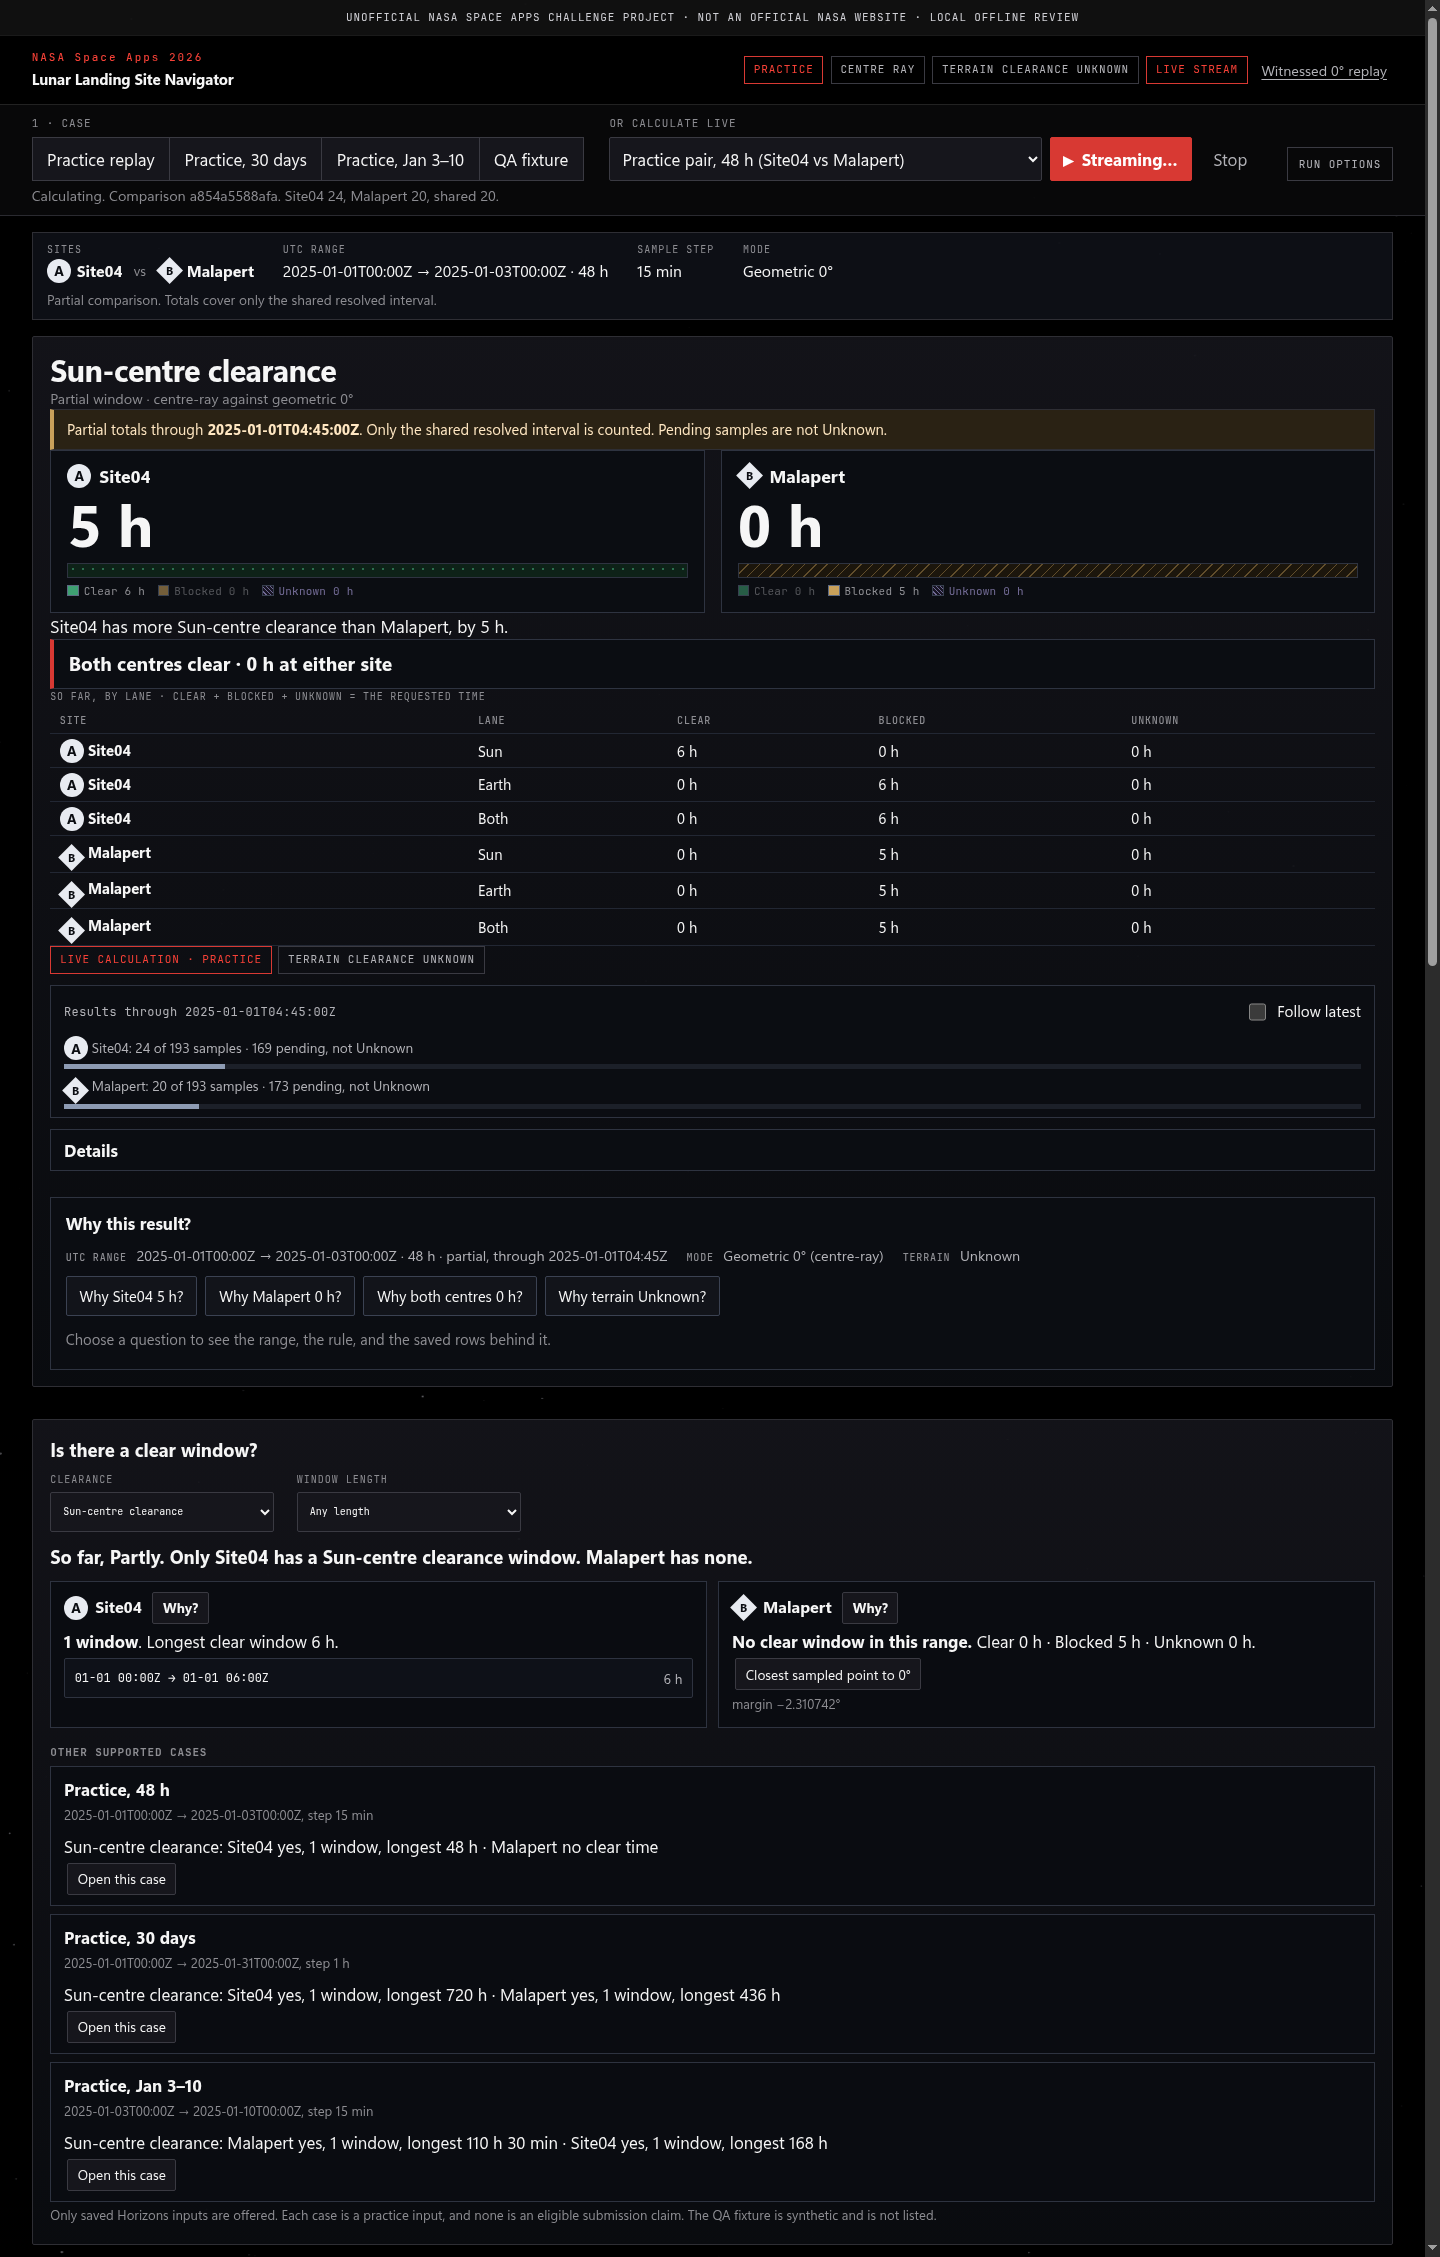 UNOFFICIAL NASA SPACE APPS CHALLENGE PROJECT · NOT AN OFFICIAL NASA WEBSITE · LOCAL OFFLINE REVIEW
NASA Space Apps 2026
Lunar Landing Site Navigator
PRACTICE
CENTRE RAY
TERRAIN CLEARANCE UNKNOWN
LIVE STREAM
Witnessed 0° replay
1 · CASE
Practice replay
Practice, 30 days
Practice, Jan 3–10
QA fixture
OR CALCULATE LIVE
Practice pair, 48 h (Site04 vs Malapert)
▶ Streaming…
Stop
RUN OPTIONS
Calculating. Comparison a854a5588afa. Site04 24, Malapert 20, shared 20.
SITES
A Site04 vs B Malapert
UTC RANGE
2025-01-01T00:00Z → 2025-01-03T00:00Z · 48 h
SAMPLE STEP
15 min
MODE
Geometric 0°
Partial comparison. Totals cover only the shared resolved interval.
Sun-centre clearance
Partial window · centre-ray against geometric 0°
Partial totals through 2025-01-01T04:45:00Z. Only the shared resolved interval is counted. Pending samples are not Unknown.
A Site04
5 h
Clear 6 h Blocked 0 h Unknown 0 h
B Malapert
0 h
Clear 0 h Blocked 5 h Unknown 0 h
Site04 has more Sun-centre clearance than Malapert, by 5 h.
Both centres clear · 0 h at either site
SO FAR, BY LANE · CLEAR + BLOCKED + UNKNOWN = THE REQUESTED TIME
SITE LANE CLEAR BLOCKED UNKNOWN
A Site04 Sun 6 h 0 h 0 h
A Site04 Earth 0 h 6 h 0 h
A Site04 Both 0 h 6 h 0 h
B Malapert Sun 0 h 5 h 0 h
B Malapert Earth 0 h 5 h 0 h
B Malapert Both 0 h 5 h 0 h
LIVE CALCULATION · PRACTICE
TERRAIN CLEARANCE UNKNOWN
Results through 2025-01-01T04:45:00Z
Follow latest
A Site04: 24 of 193 samples · 169 pending, not Unknown
B Malapert: 20 of 193 samples · 173 pending, not Unknown
Details
Why this result?
UTC RANGE 2025-01-01T00:00Z → 2025-01-03T00:00Z · 48 h · partial, through 2025-01-01T04:45Z MODE Geometric 0° (centre-ray) TERRAIN Unknown
Why Site04 5 h?
Why Malapert 0 h?
Why both centres 0 h?
Why terrain Unknown?
Choose a question to see the range, the rule, and the saved rows behind it.
Is there a clear window?
CLEARANCE
Sun-centre clearance
WINDOW LENGTH
Any length
So far, Partly. Only Site04 has a Sun-centre clearance window. Malapert has none.
A Site04 Why?
1 window. Longest clear window 6 h.
01-01 00:00Z → 01-01 06:00Z 6 h
B Malapert Why?
No clear window in this range. Clear 0 h · Blocked 5 h · Unknown 0 h.
Closest sampled point to 0°
margin −2.310742°
OTHER SUPPORTED CASES
Practice, 48 h
2025-01-01T00:00Z → 2025-01-03T00:00Z, step 15 min
Sun-centre clearance: Site04 yes, 1 window, longest 48 h · Malapert no clear time
Open this case
Practice, 30 days
2025-01-01T00:00Z → 2025-01-31T00:00Z, step 1 h
Sun-centre clearance: Site04 yes, 1 window, longest 720 h · Malapert yes, 1 window, longest 436 h
Open this case
Practice, Jan 3–10
2025-01-03T00:00Z → 2025-01-10T00:00Z, step 15 min
Sun-centre clearance: Malapert yes, 1 window, longest 110 h 30 min · Site04 yes, 1 window, longest 168 h
Open this case
Only saved Horizons inputs are offered. Each case is a practice input, and none is an eligible submission claim. The QA fixture is synthetic and is not listed.